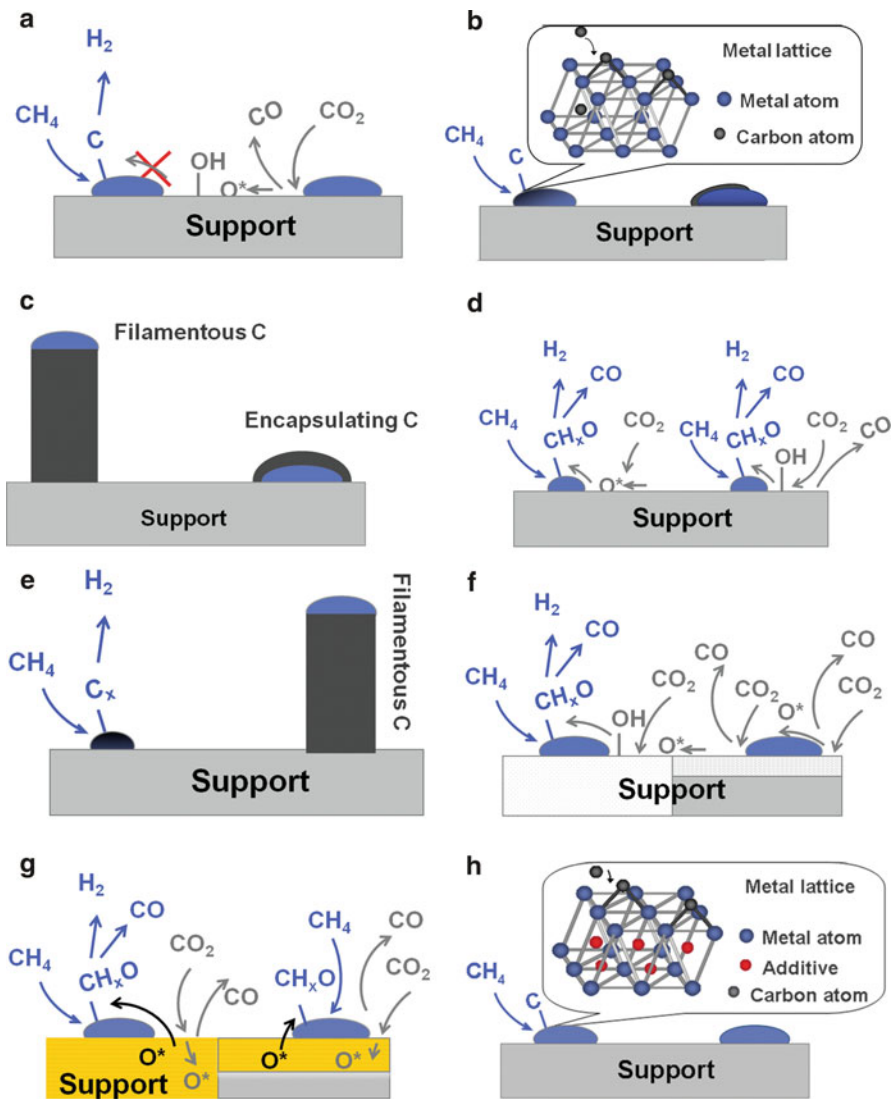 a
H₂
CH₄
C
OH
CO
CO₂
O*
Support
b
Metal lattice
Metal atom
Carbon atom
CH₄
C
Support
c
Filamentous C
Encapsulating C
Support
d
H₂
CO
CH₄
CHₓO
CO₂
O*
H₂
CO
CH₄
CHₓO
OH
CO₂
CO
Support
e
H₂
CH₄
Cₓ
Filamentous C
Support
f
H₂
CO
CH₄
CHₓO
OH
CO₂
O*
CO
CO₂
O*
CO
CO₂
Support
g
H₂
CO
CH₄
CHₓO
CO₂
CO
O*
O*
CH₄
CHₓO
CO
CO₂
O*
O*
Support
h
Metal lattice
Metal atom
Additive
Carbon atom
CH₄
C
Support